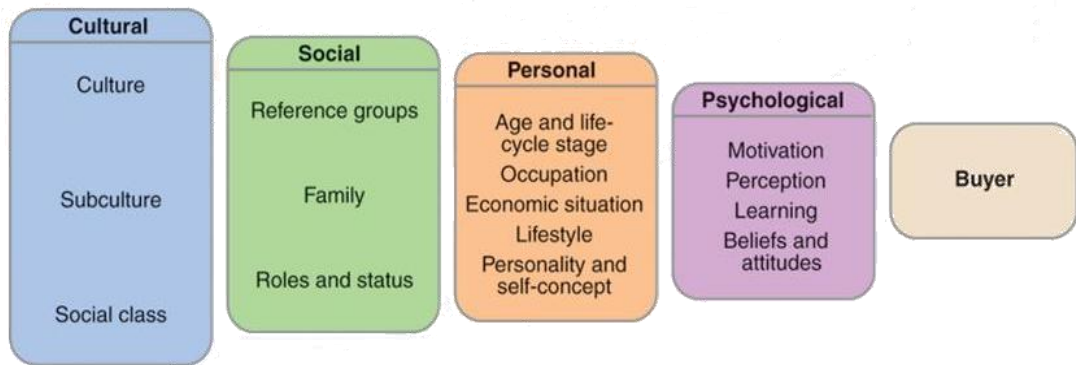 Cultural
Culture
Subculture
Social class
Social
Reference groups
Family
Roles and status
Personal
Age and life-
cycle stage
Occupation
Economic situation
Lifestyle
Personality and
self-concept
Psychological
Motivation
Perception
Learning
Beliefs and
attitudes
Buyer